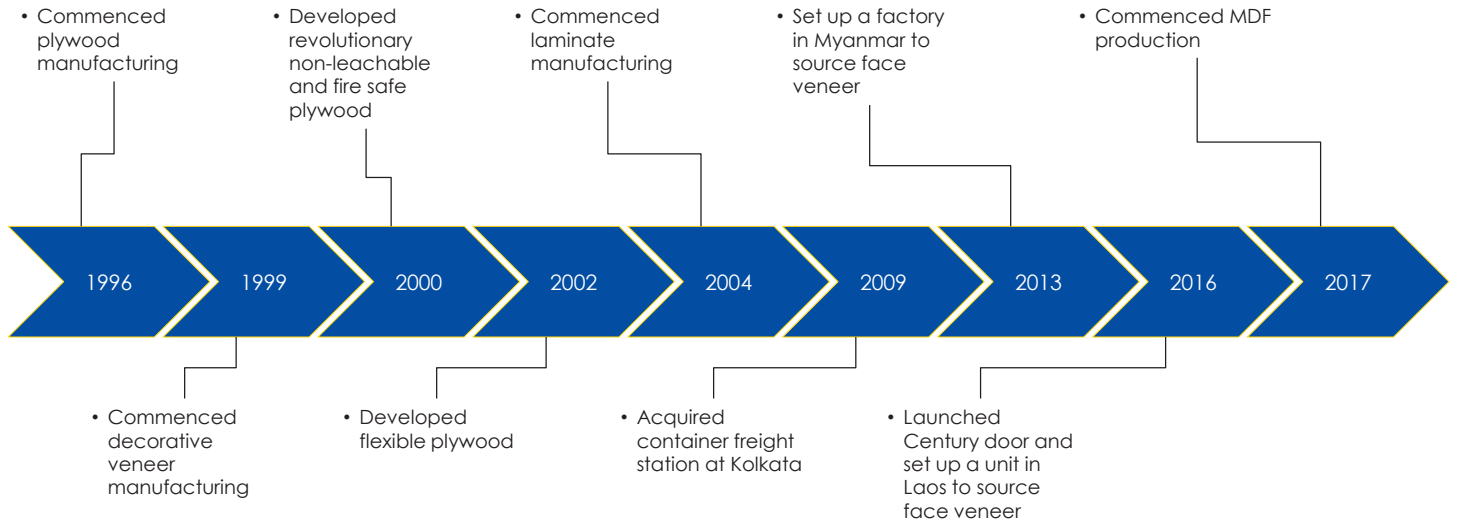 • Commenced
plywood
manufacturing
• Developed
revolutionary
non-leachable
and fire safe
plywood
• Commenced
laminate
manufacturing
• Set up a factory
in Myanmar to
source face
veneer
• Commenced MDF
production
1996
1999
2000
2002
2004
2009
2013
2016
2017
• Commenced
decorative
veneer
manufacturing
• Developed
flexible plywood
• Acquired
container freight
station at Kolkata
• Launched
Century door and
set up a unit in
Laos to source
face veneer